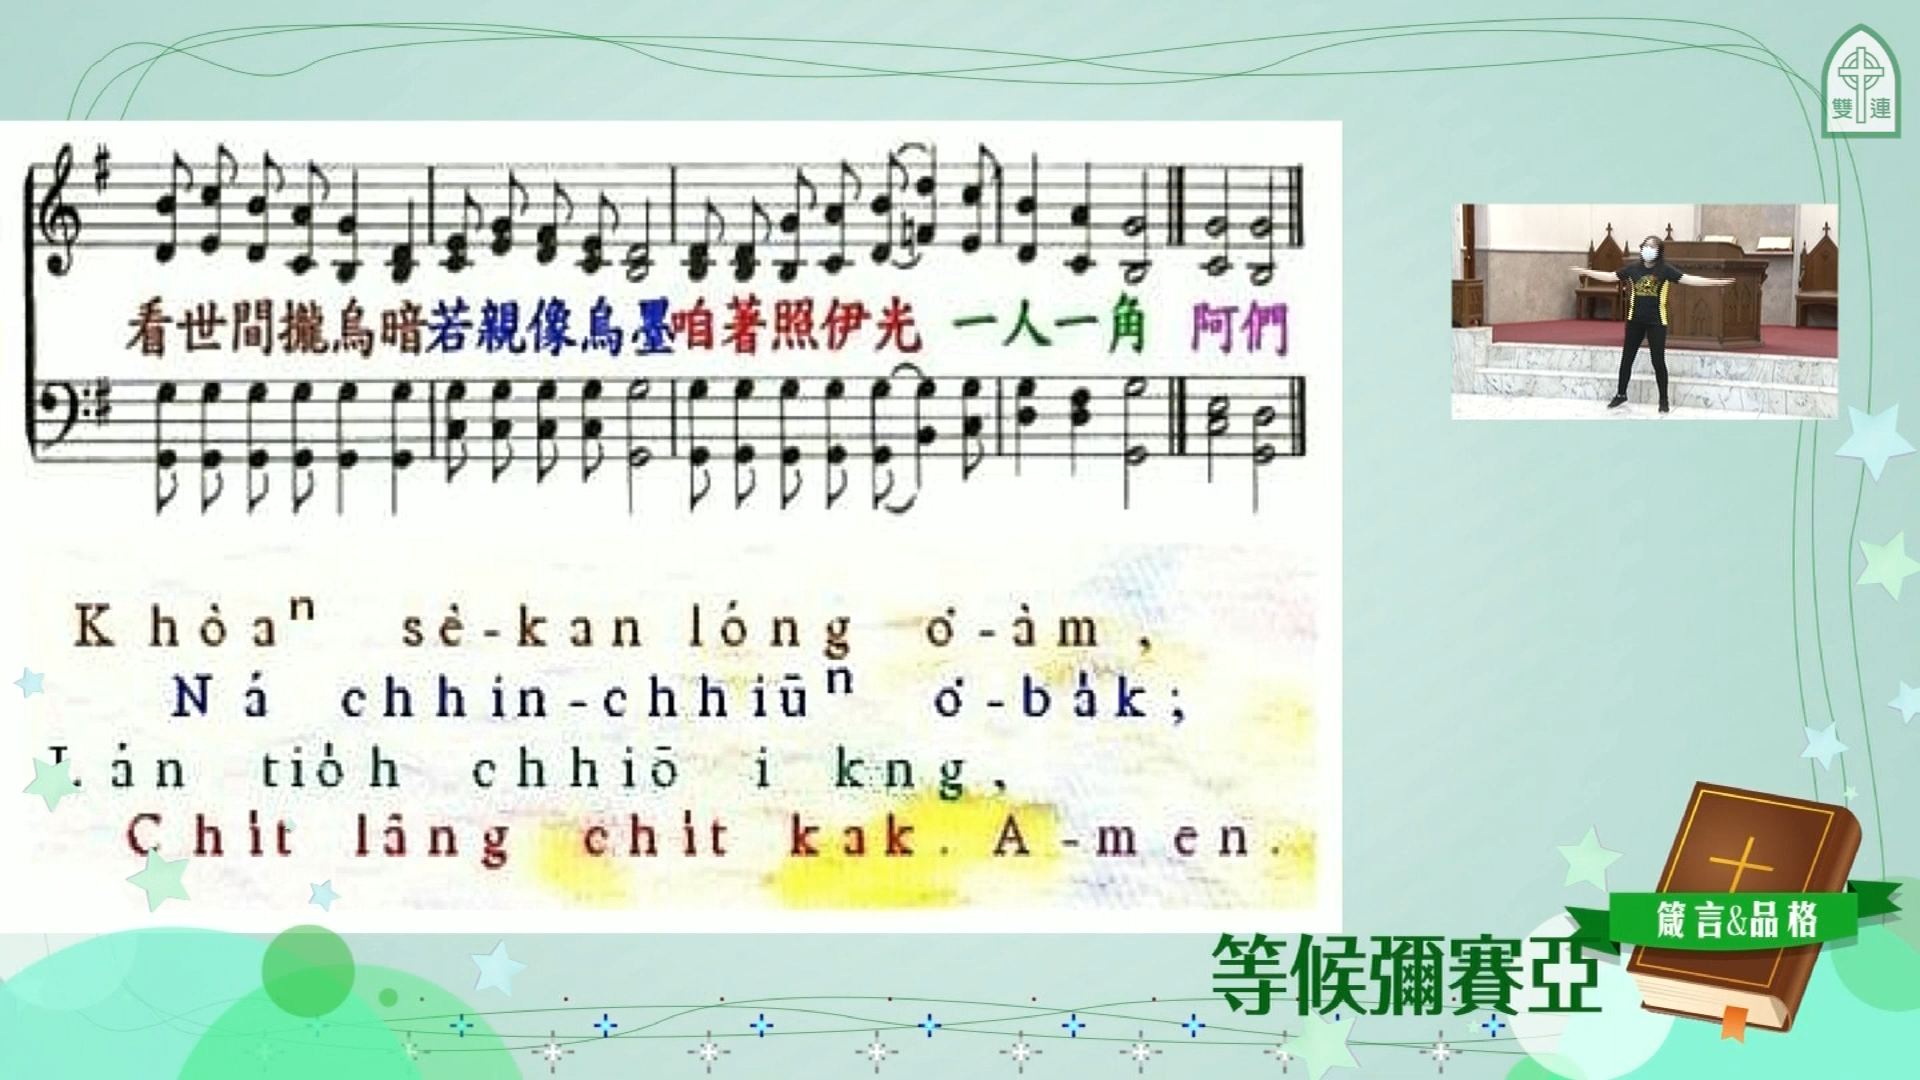 雙連
看世間攏烏暗若親像烏墨咱著照伊光 一人一角 阿們
Khòaⁿ sè-kan lóng o͘-àm,
Ná chhin-chhiūⁿ o͘-ba̍k;
Lán tio̍h chhiō i kng,
Chi̍t lâng chi̍t kak. A-men.
箴言&品格
等候彌賽亞